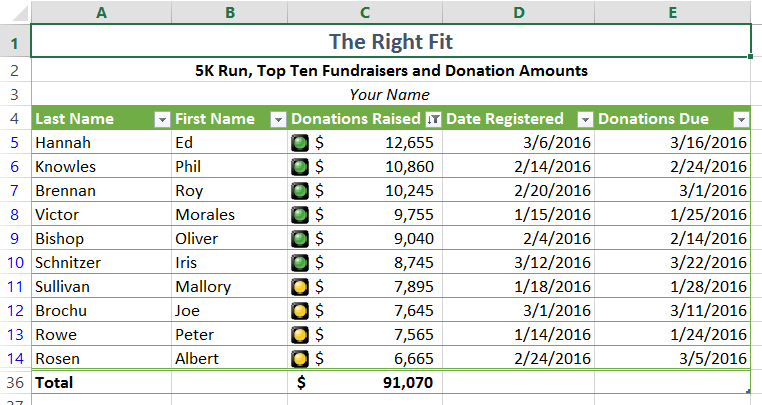 A B C D E
1 The Right Fit
2 5K Run, Top Ten Fundraisers and Donation Amounts
3 Your Name
4 Last Name First Name Donations Raised Date Registered Donations Due
5 Hannah Ed $ 12,655 3/6/2016 3/16/2016
6 Knowles Phil $ 10,860 2/14/2016 2/24/2016
7 Brennan Roy $ 10,245 2/20/2016 3/1/2016
8 Victor Morales $ 9,755 1/15/2016 1/25/2016
9 Bishop Oliver $ 9,040 2/4/2016 2/14/2016
10 Schnitzer Iris $ 8,745 3/12/2016 3/22/2016
11 Sullivan Mallory $ 7,895 1/18/2016 1/28/2016
12 Brochu Joe $ 7,645 3/1/2016 3/11/2016
13 Rowe Peter $ 7,565 1/14/2016 1/24/2016
14 Rosen Albert $ 6,665 2/24/2016 3/5/2016
36 Total $ 91,070